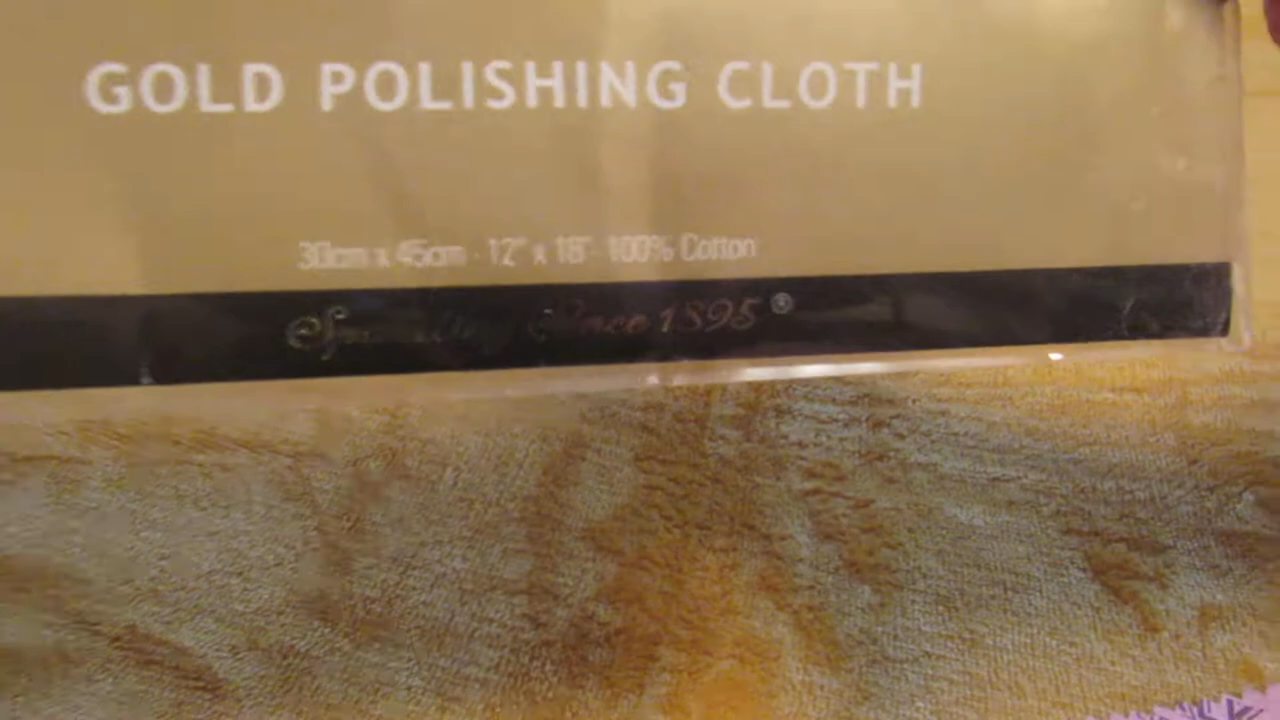 GOLD POLISHING CLOTH
30cm x 45cm · 12" x 18" · 100% Cotton
Since 1895®